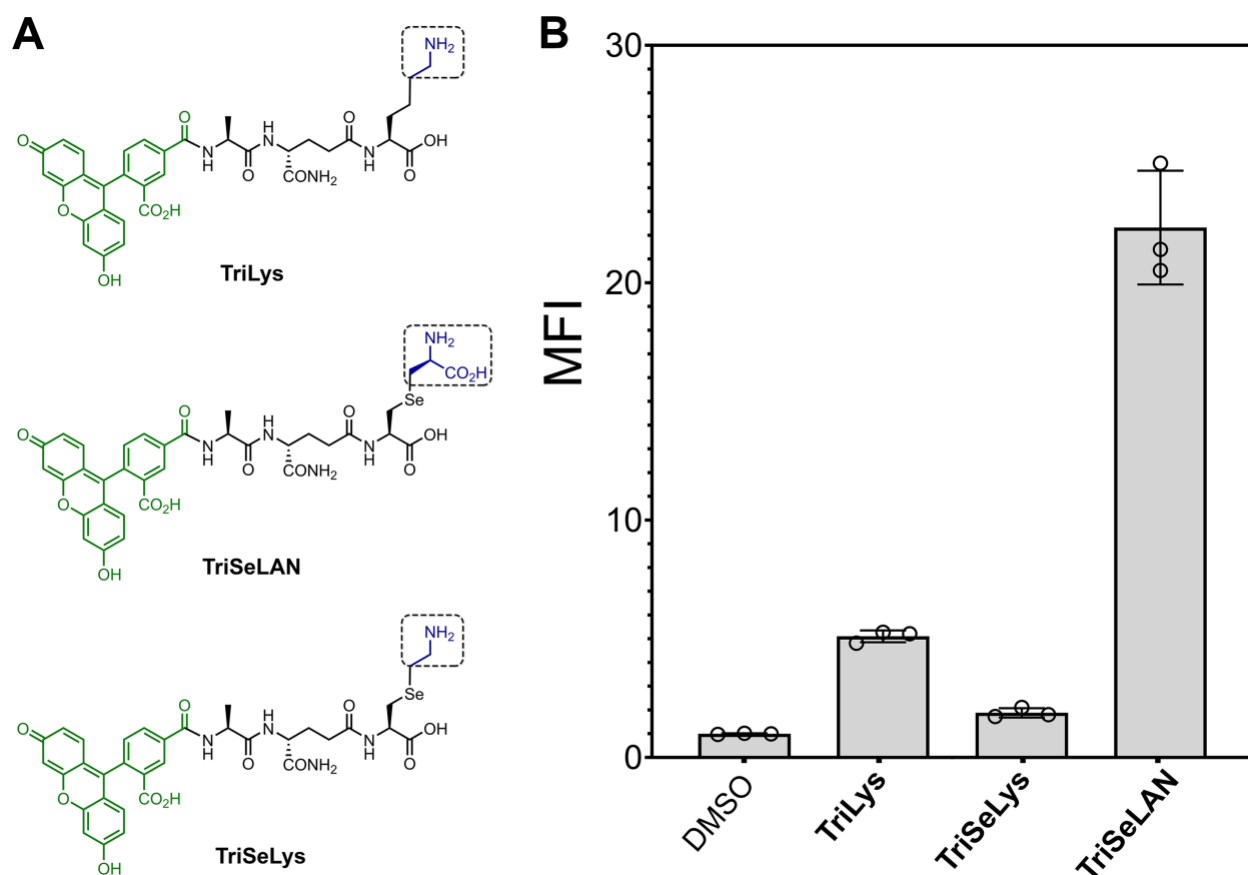 A
NH₂
O
O
N
H
H
N
O
CONH₂
O
N
H
OH
O
O
O
CO₂H
OH
TriLys
NH₂
CO₂H
Se
O
O
N
H
H
N
O
CONH₂
O
N
H
OH
O
O
O
CO₂H
OH
TriSeLAN
NH₂
Se
O
O
N
H
H
N
O
CONH₂
O
N
H
OH
O
O
O
CO₂H
OH
TriSeLys
B
MFI
30
20
10
0
DMSO
TriLys
TriSeLys
TriSeLAN